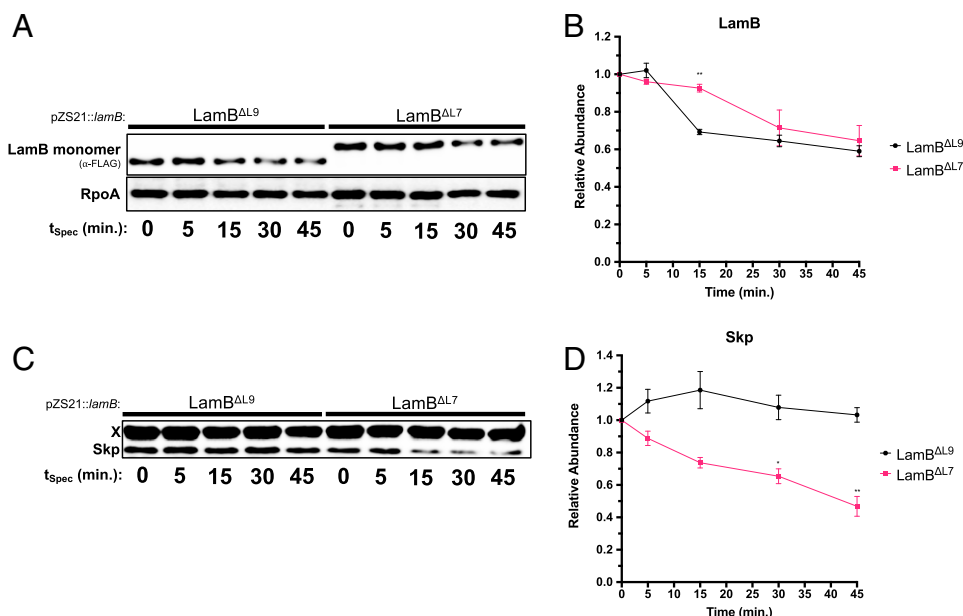 A
pZS21::lamB:
LamBΔL9
LamBΔL7
LamB monomer
(α-FLAG)
RpoA
tSpec (min.):
0 5 15 30 45 0 5 15 30 45
B
LamB
Relative Abundance
1.2
1.0
0.8
0.6
0.4
0.2
0.0
**
0 5 10 15 20 25 30 35 40 45
Time (min.)
LamBΔL9
LamBΔL7
C
pZS21::lamB:
LamBΔL9
LamBΔL7
X
Skp
tSpec (min.):
0 5 15 30 45 0 5 15 30 45
D
Skp
Relative Abundance
1.4
1.2
1.0
0.8
0.6
0.4
0.2
0.0
*
**
0 5 10 15 20 25 30 35 40 45
Time (min.)
LamBΔL9
LamBΔL7